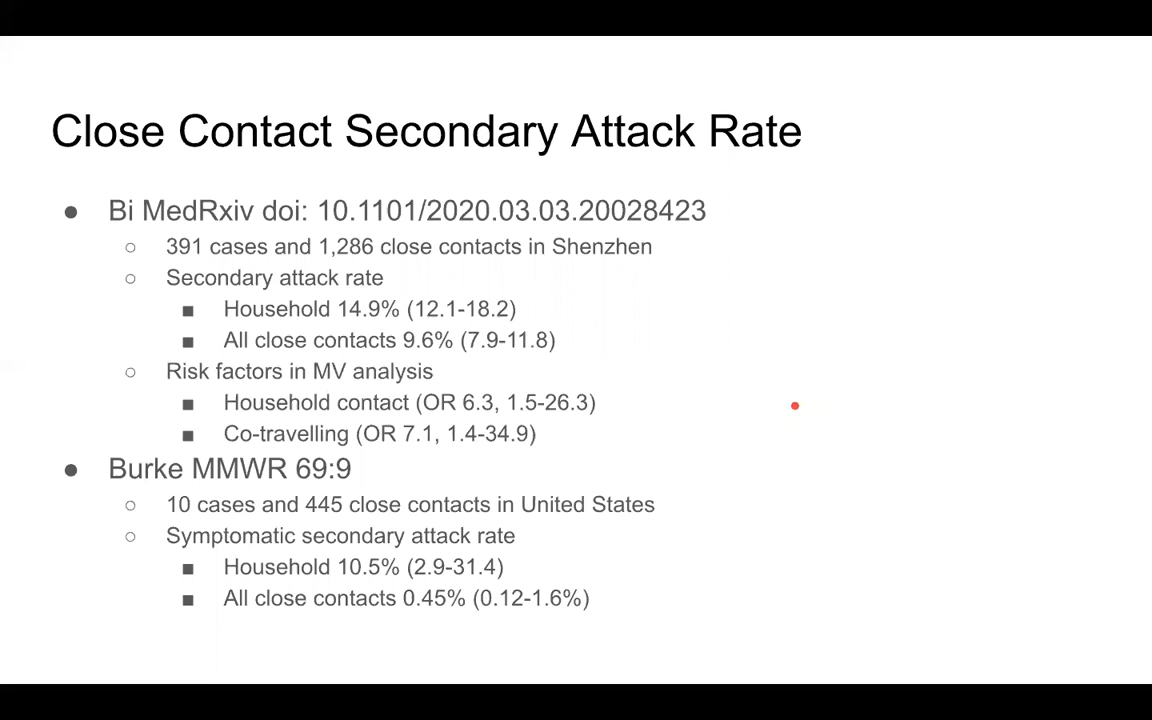 Close Contact Secondary Attack Rate
● Bi MedRxiv doi: 10.1101/2020.03.03.20028423
○ 391 cases and 1,286 close contacts in Shenzhen
○ Secondary attack rate
■ Household 14.9% (12.1-18.2)
■ All close contacts 9.6% (7.9-11.8)
○ Risk factors in MV analysis
■ Household contact (OR 6.3, 1.5-26.3)
■ Co-travelling (OR 7.1, 1.4-34.9)
● Burke MMWR 69:9
○ 10 cases and 445 close contacts in United States
○ Symptomatic secondary attack rate
■ Household 10.5% (2.9-31.4)
■ All close contacts 0.45% (0.12-1.6%)